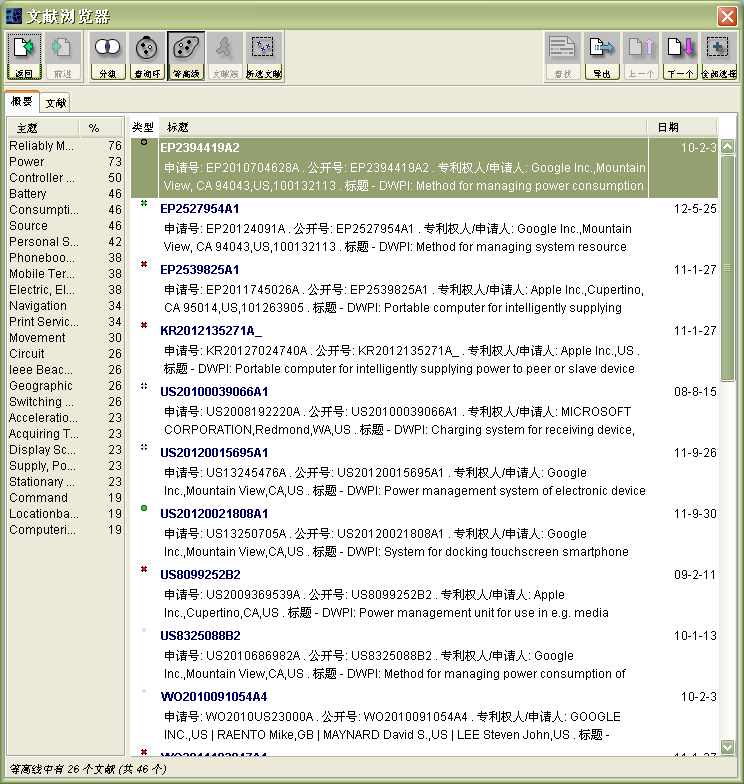 文献浏览器
返回 前进 分组 查询环 等高线 文献流 所选文献 查找 导出 上一个 下一个 全部选择
概要 文献
主题 %
Reliably M... 76
Power 73
Controller ... 50
Battery 46
Consumpti... 46
Source 46
Personal S... 42
Phoneboo... 38
Mobile Ter... 38
Electric, El... 38
Navigation 34
Print Servic... 34
Movement 30
Circuit 26
Ieee Beac... 26
Geographic 26
Switching ... 26
Acceleratio... 23
Acquiring T... 23
Display Sc... 23
Supply, Po... 23
Stationary ... 23
Command 19
Locationba... 19
Computeri... 19
类型 标题 日期
EP2394419A2 10-2-3
申请号: EP2010704628A . 公开号: EP2394419A2 . 专利权人/申请人: Google Inc.,Mountain
View, CA 94043,US,100132113 . 标题 - DWPI: Method for managing power consumption
EP2527954A1 12-5-25
申请号: EP20124091A . 公开号: EP2527954A1 . 专利权人/申请人: Google Inc.,Mountain
View, CA 94043,US,100132113 . 标题 - DWPI: Method for managing system resource
EP2539825A1 11-1-27
申请号: EP2011745026A . 公开号: EP2539825A1 . 专利权人/申请人: Apple Inc.,Cupertino,
CA 95014,US,101263905 . 标题 - DWPI: Portable computer for intelligently supplying
KR2012135271A_ 11-1-27
申请号: KR20127024740A . 公开号: KR2012135271A_ . 专利权人/申请人: Apple Inc.,US .
标题 - DWPI: Portable computer for intelligently supplying power to peer or slave device
US20100039066A1 08-8-15
申请号: US2008192220A . 公开号: US20100039066A1 . 专利权人/申请人: MICROSOFT
CORPORATION,Redmond,WA,US . 标题 - DWPI: Charging system for receiving device,
US20120015695A1 11-9-26
申请号: US13245476A . 公开号: US20120015695A1 . 专利权人/申请人: Google
Inc.,Mountain View,CA,US . 标题 - DWPI: Power management system of electronic device
US20120021808A1 11-9-30
申请号: US13250705A . 公开号: US20120021808A1 . 专利权人/申请人: Google
Inc.,Mountain View,CA,US . 标题 - DWPI: System for docking touchscreen smartphone
US8099252B2 09-2-11
申请号: US2009369539A . 公开号: US8099252B2 . 专利权人/申请人: Apple
Inc.,Cupertino,CA,US . 标题 - DWPI: Power management unit for use in e.g. media
US8325088B2 10-1-13
申请号: US2010686982A . 公开号: US8325088B2 . 专利权人/申请人: Google
Inc.,Mountain View,CA,US . 标题 - DWPI: Method for managing power consumption of
WO2010091054A4 10-2-3
申请号: WO2010US23000A . 公开号: WO2010091054A4 . 专利权人/申请人: GOOGLE
INC.,US | RAENTO Mike,GB | MAYNARD David S.,US | LEE Steven John,US . 标题 -
等高线中有 26 个文献 (共 46 个)